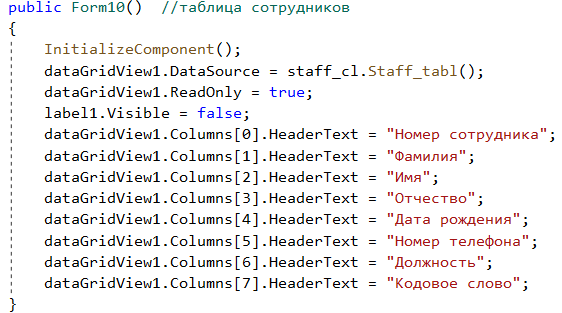 public Form10()  //таблица сотрудников
{
    InitializeComponent();
    dataGridView1.DataSource = staff_cl.Staff_tabl();
    dataGridView1.ReadOnly = true;
    label1.Visible = false;
    dataGridView1.Columns[0].HeaderText = "Номер сотрудника";
    dataGridView1.Columns[1].HeaderText = "Фамилия";
    dataGridView1.Columns[2].HeaderText = "Имя";
    dataGridView1.Columns[3].HeaderText = "Отчество";
    dataGridView1.Columns[4].HeaderText = "Дата рождения";
    dataGridView1.Columns[5].HeaderText = "Номер телефона";
    dataGridView1.Columns[6].HeaderText = "Должность";
    dataGridView1.Columns[7].HeaderText = "Кодовое слово";
}